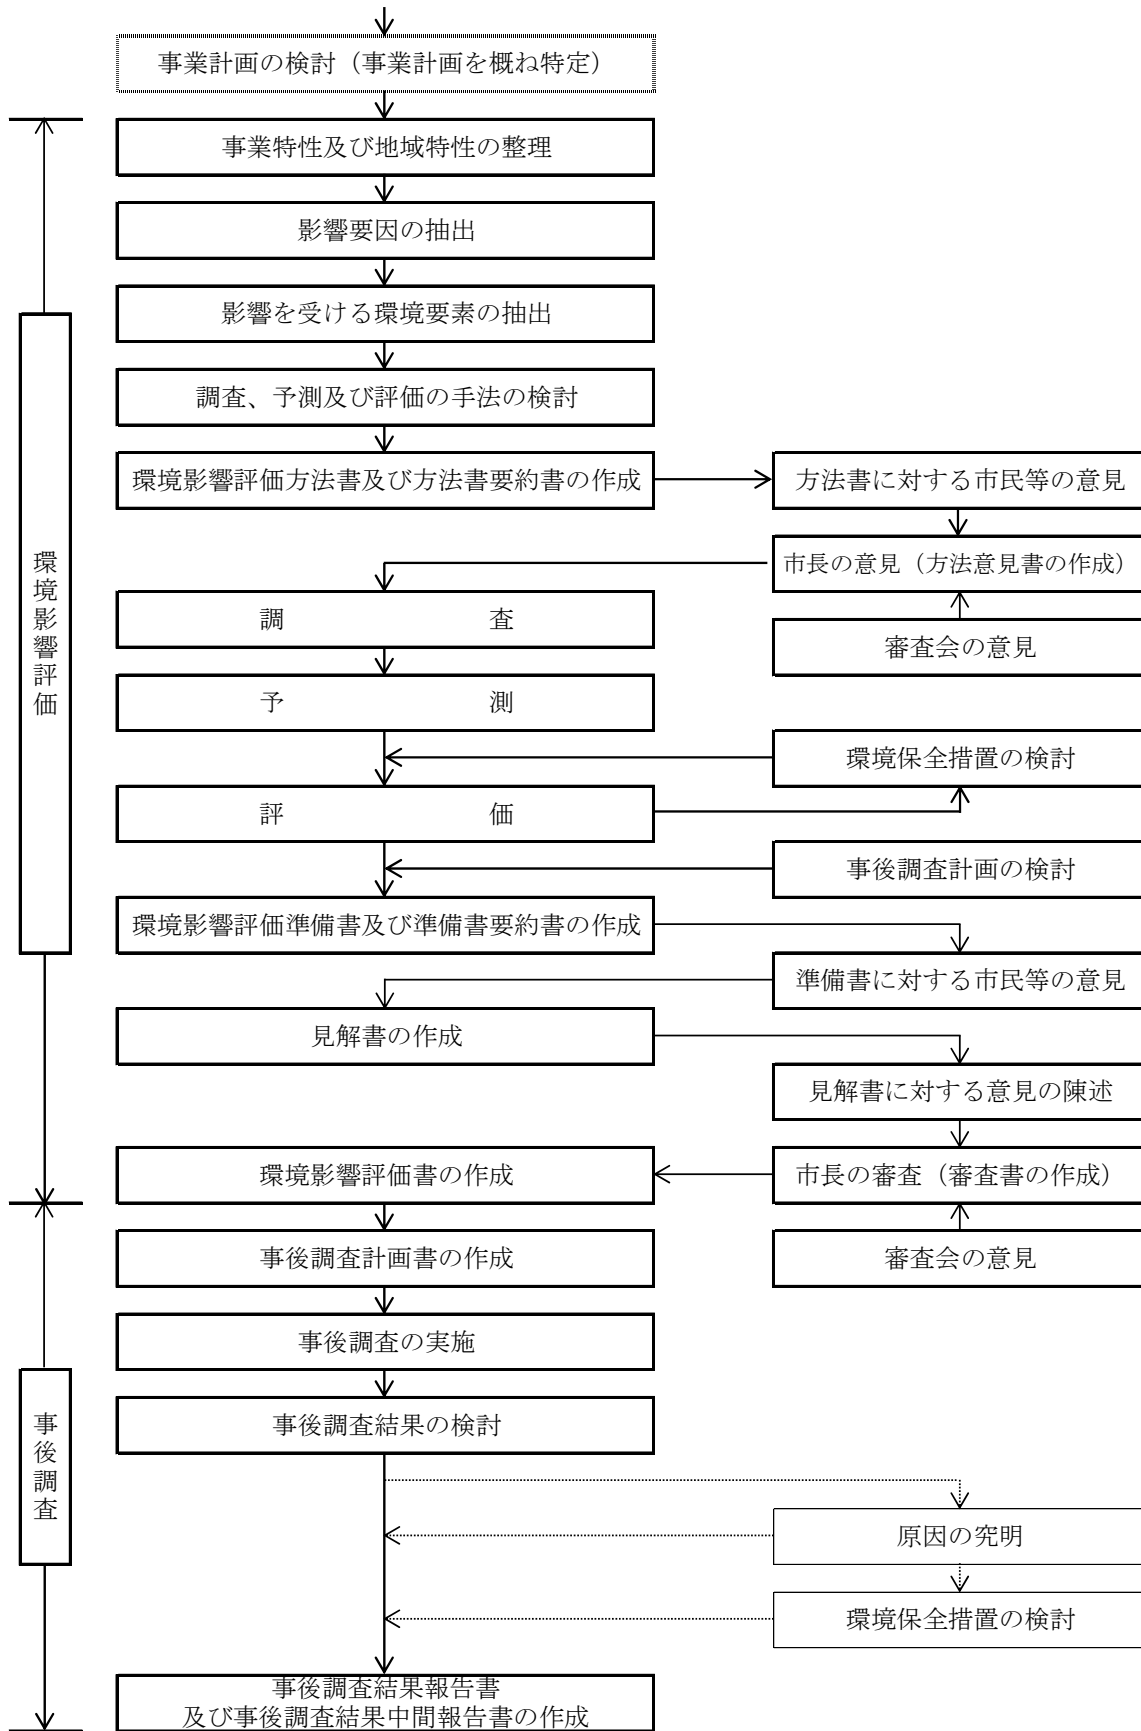 事業計画の検討（事業計画を概ね特定）
事業特性及び地域特性の整理
影響要因の抽出
影響を受ける環境要素の抽出
調査、予測及び評価の手法の検討
環境影響評価方法書及び方法書要約書の作成
方法書に対する市民等の意見
市長の意見（方法意見書の作成）
審査会の意見
調　　　査
予　　　測
環境保全措置の検討
評　　　価
事後調査計画の検討
環境影響評価準備書及び準備書要約書の作成
準備書に対する市民等の意見
見解書の作成
見解書に対する意見の陳述
市長の審査（審査書の作成）
審査会の意見
環境影響評価書の作成
環境影響評価
事後調査計画書の作成
事後調査の実施
事後調査結果の検討
原因の究明
環境保全措置の検討
事後調査結果報告書
及び事後調査結果中間報告書の作成
事後調査